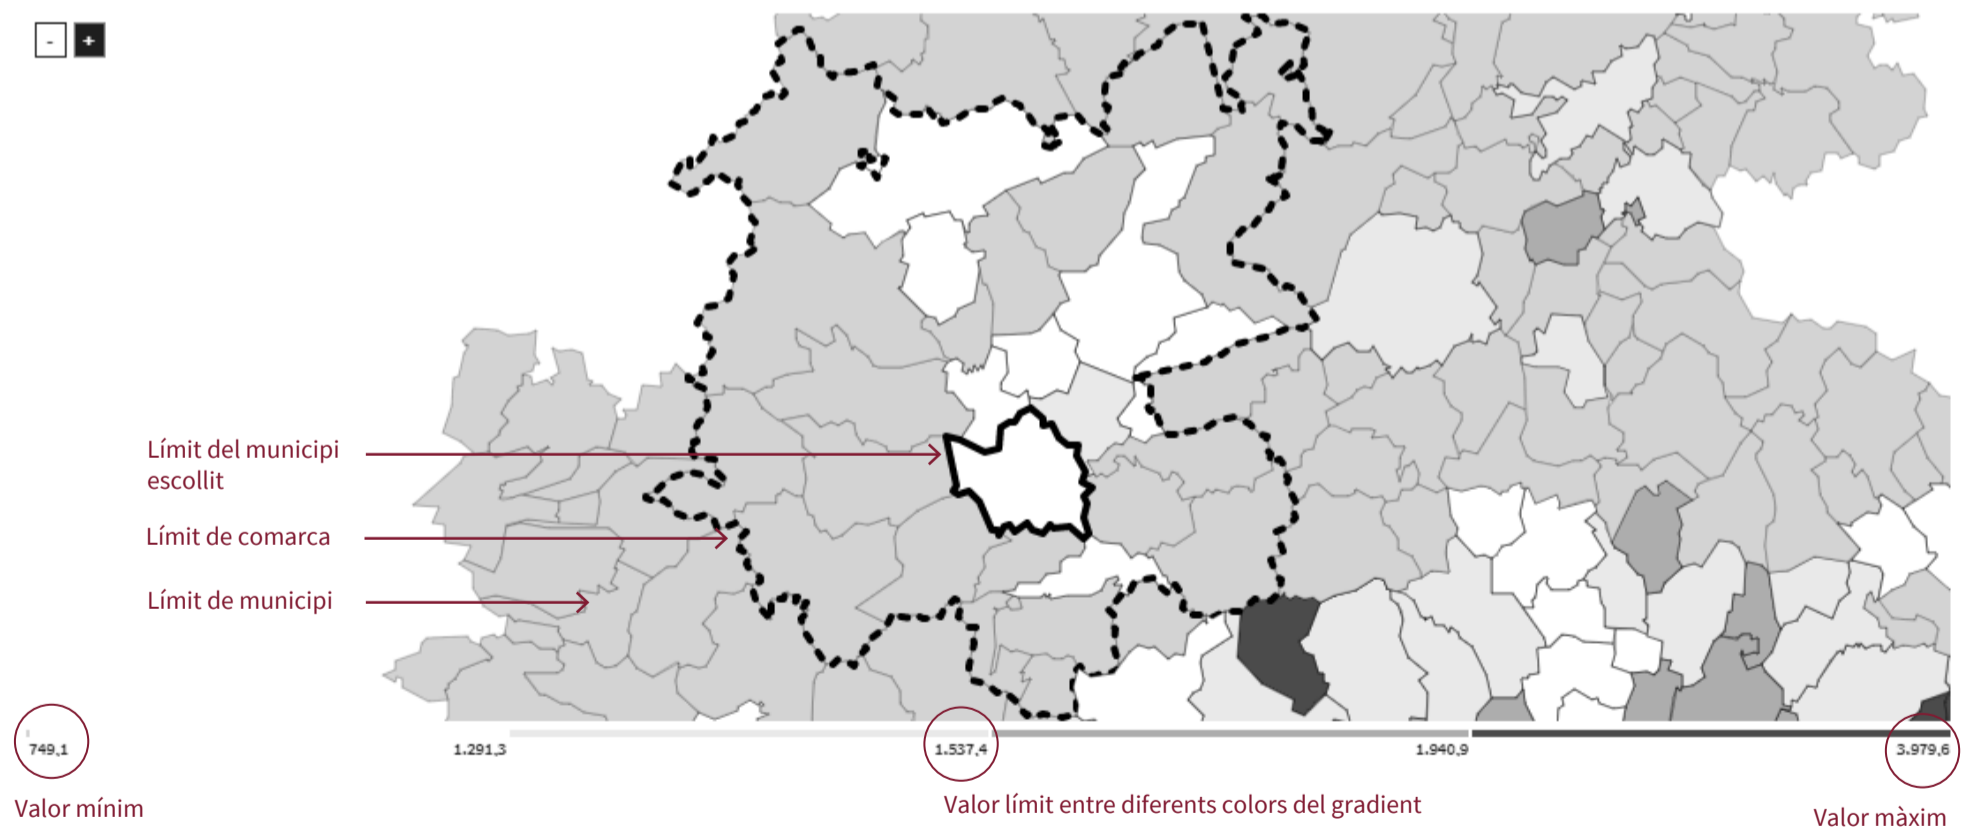 - +
Límit del municipi
escollit
Límit de comarca
Límit de municipi
749,1 1.291,3 1.537,4 1.940,9 3.979,6
Valor mínim Valor límit entre diferents colors del gradient Valor màxim